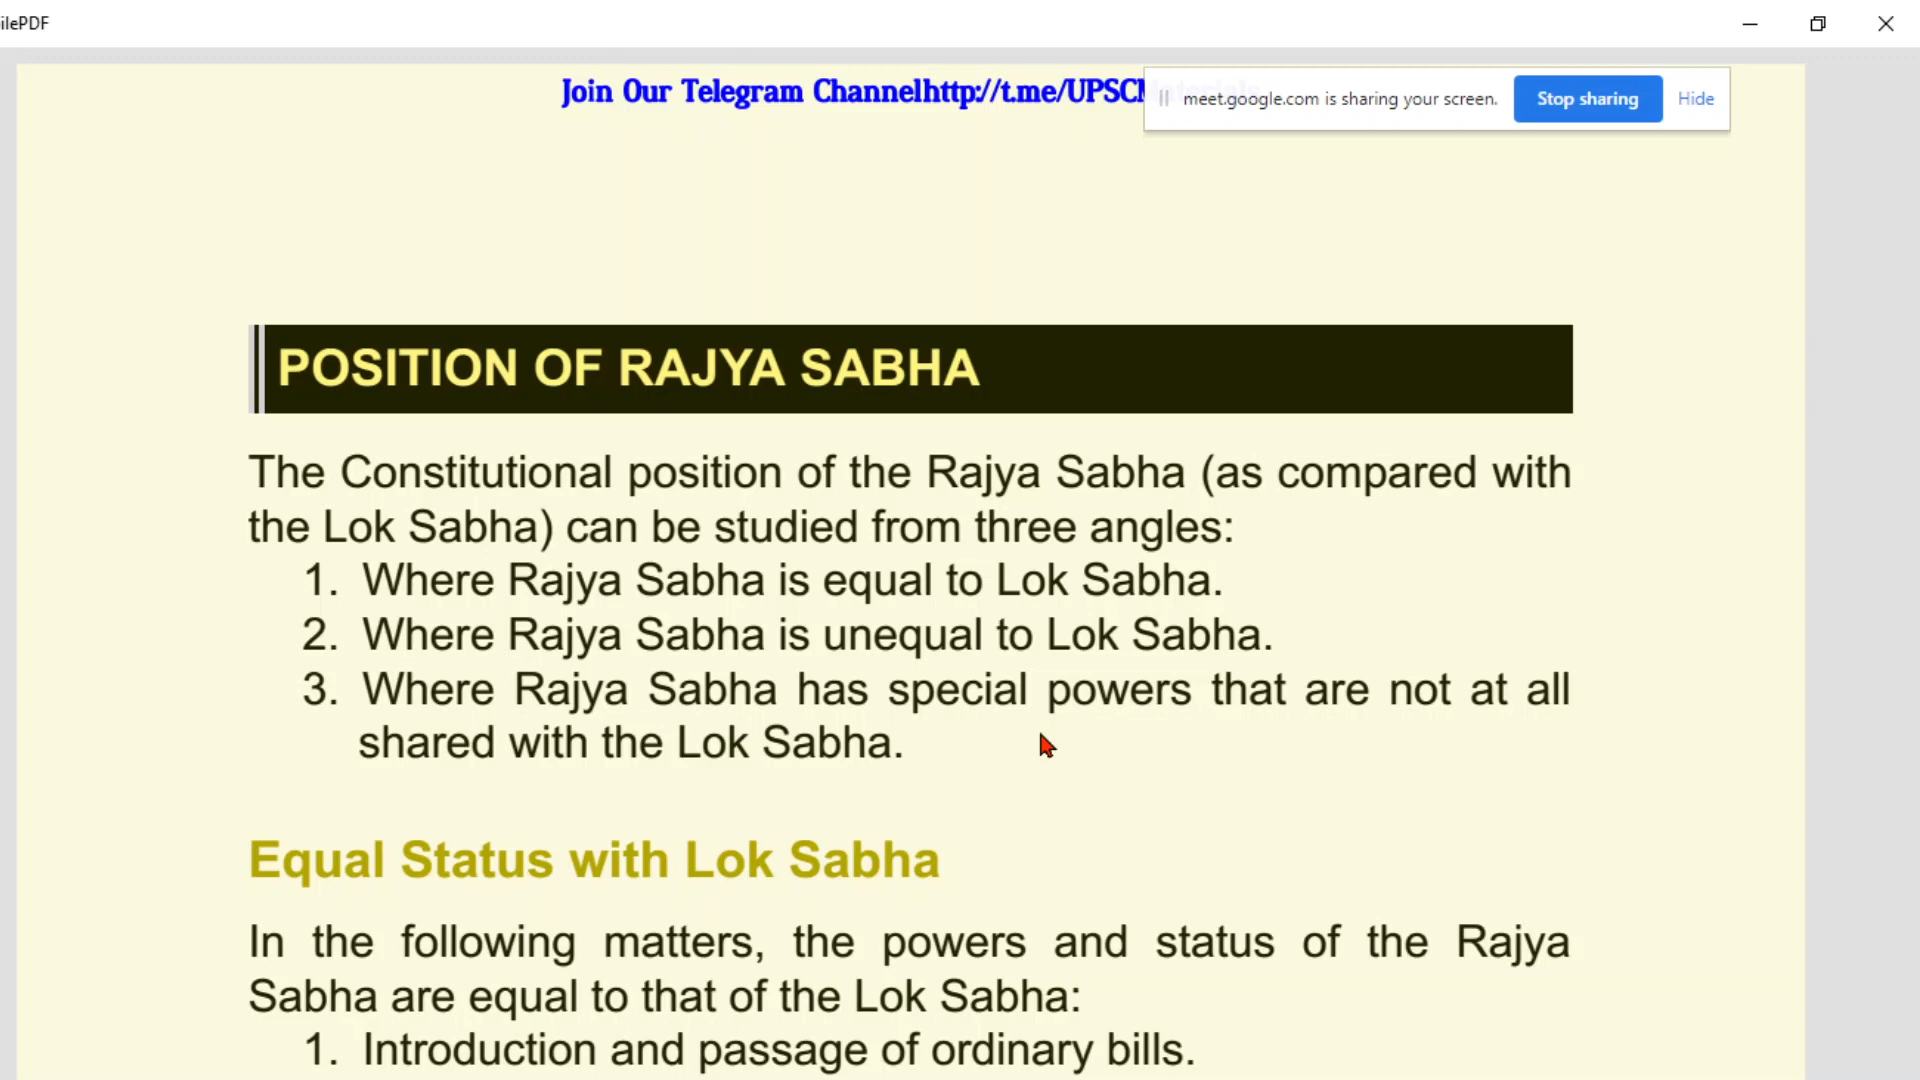 ilePDF
Join Our Telegram Channelhttp://t.me/UPSCM
meet.google.com is sharing your screen. Stop sharing Hide
POSITION OF RAJYA SABHA
The Constitutional position of the Rajya Sabha (as compared with
the Lok Sabha) can be studied from three angles:
1. Where Rajya Sabha is equal to Lok Sabha.
2. Where Rajya Sabha is unequal to Lok Sabha.
3. Where Rajya Sabha has special powers that are not at all
shared with the Lok Sabha.
Equal Status with Lok Sabha
In the following matters, the powers and status of the Rajya
Sabha are equal to that of the Lok Sabha:
1. Introduction and passage of ordinary bills.